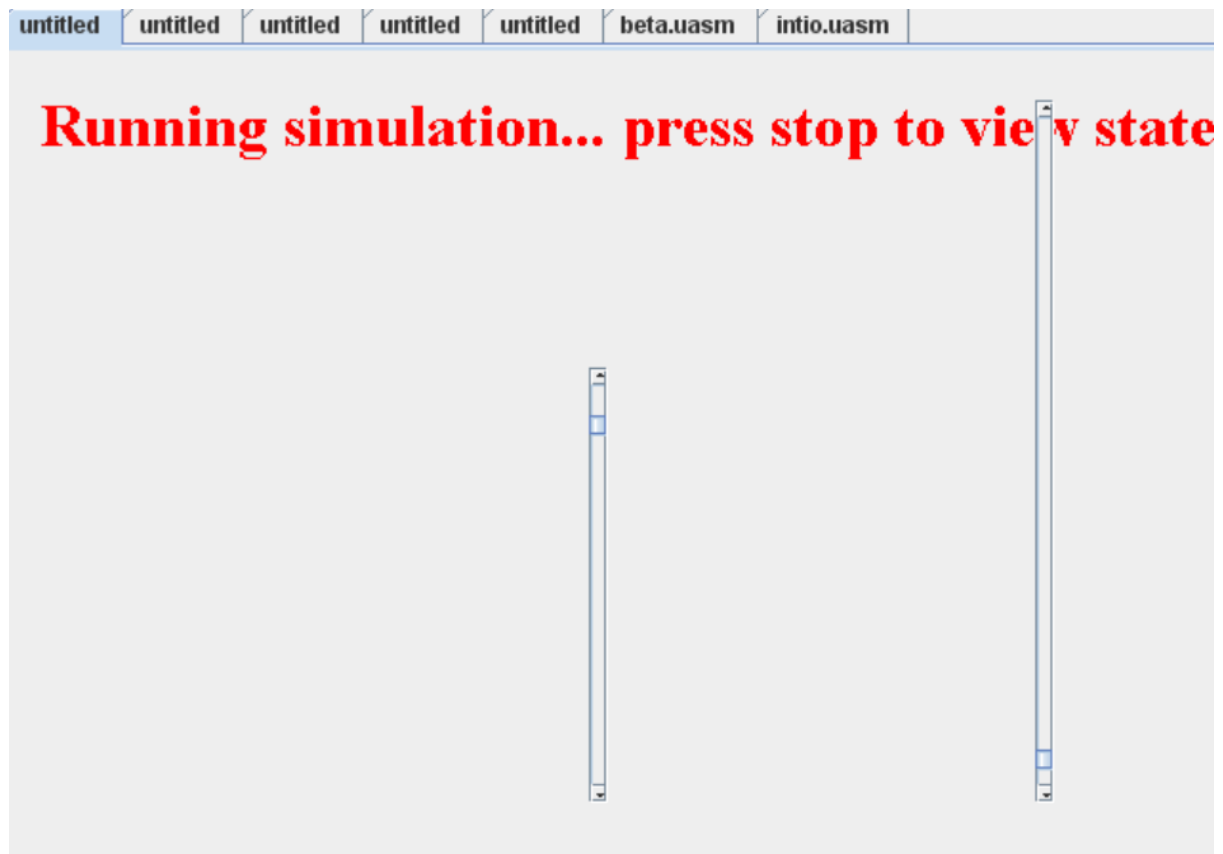 untitled untitled untitled untitled untitled beta.uasm intio.uasm
Running simulation... press stop to view state